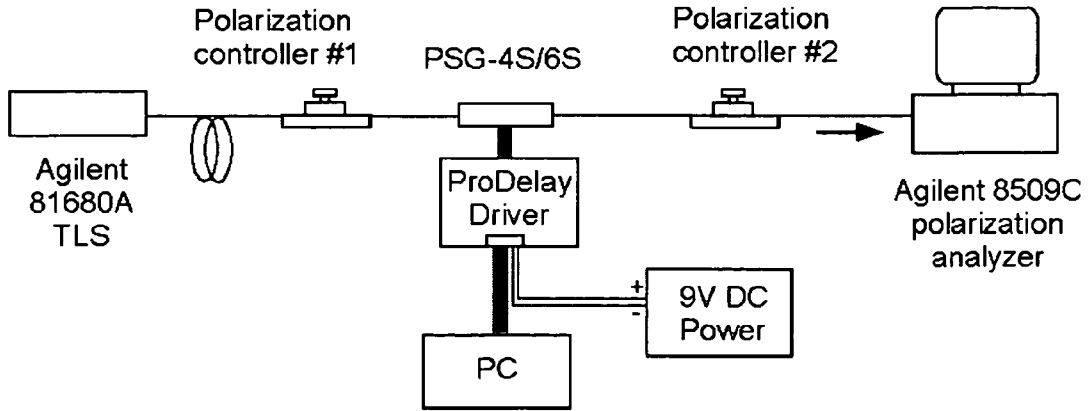 Polarization
controller #1
PSG-4S/6S
Polarization
controller #2
Agilent
81680A
TLS
ProDelay
Driver
Agilent 8509C
polarization
analyzer
+
-
9V DC
Power
PC